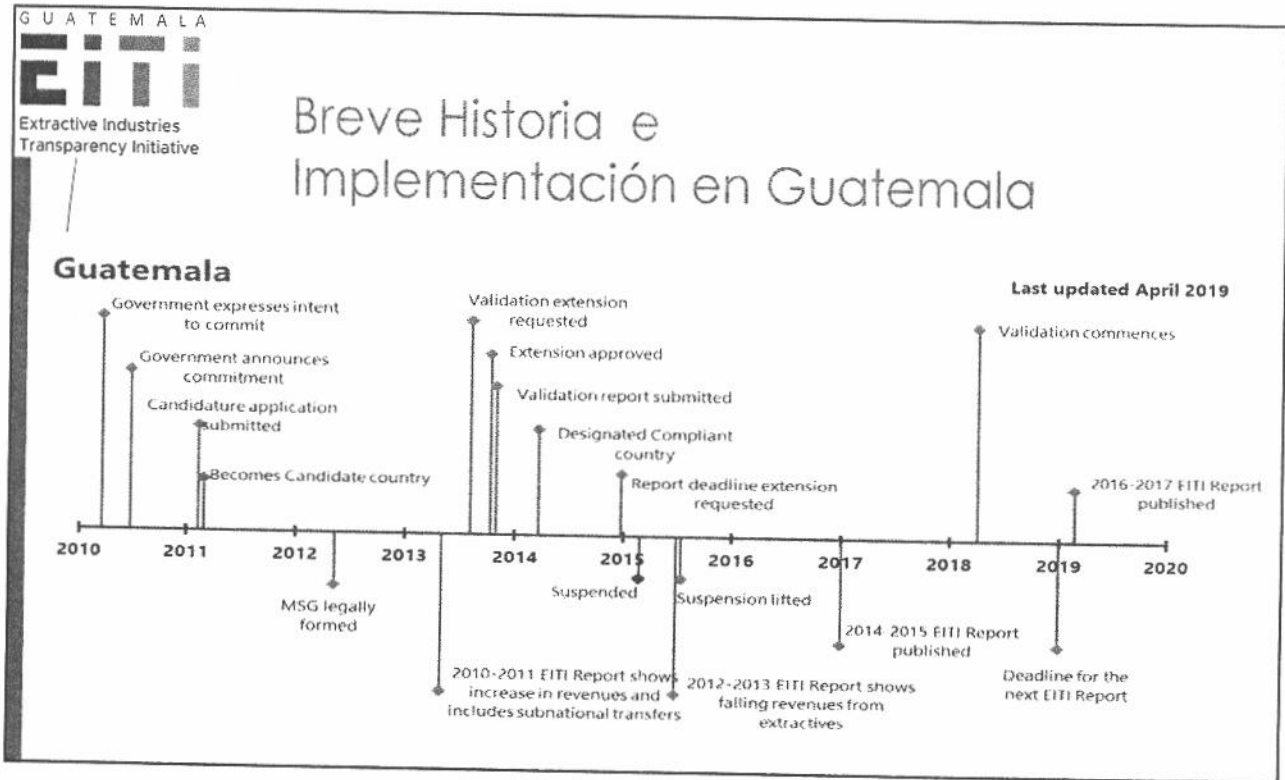 GUATEMALA
EITI
Extractive Industries
Transparency Initiative
Breve Historia e
Implementación en Guatemala
Guatemala
Last updated April 2019
Government expresses intent
to commit
Government announces
commitment
Candidature application
submitted
Becomes Candidate country
Validation extension
requested
Extension approved
Validation report submitted
Designated Compliant
country
Report deadline extension
requested
Validation commences
2016-2017 EITI Report
published
2010 2011 2012 2013 2014 2015 2016 2017 2018 2019 2020
MSG legally
formed
2010-2011 EITI Report shows
increase in revenues and
includes subnational transfers
Suspended
Suspension lifted
2012-2013 EITI Report shows
falling revenues from
extractives
2014-2015 EITI Report
published
Deadline for the
next EITI Report